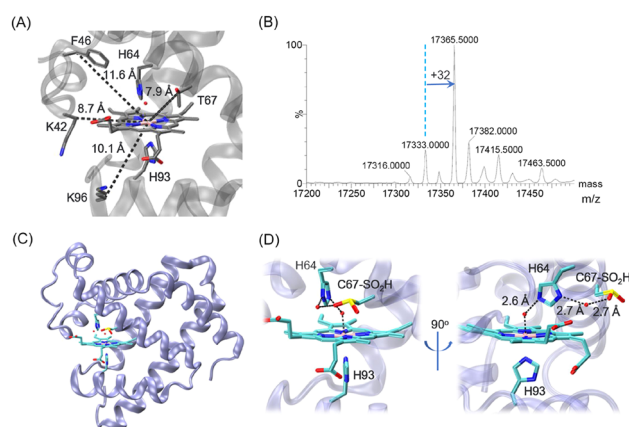 (A)
F46
H64
11.6 Å
7.9 Å
T67
8.7 Å
K42
10.1 Å
H93
K96
(B)
17365.5000
100
+32
%
17382.0000
17333.0000
17415.5000
17316.0000
17463.5000
0
17200 17250 17300 17350 17400 17450
mass
m/z
(C)
(D)
H64
C67-SO₂H
H93
90°
H64
C67-SO₂H
2.6 Å
2.7 Å
2.7 Å
H93